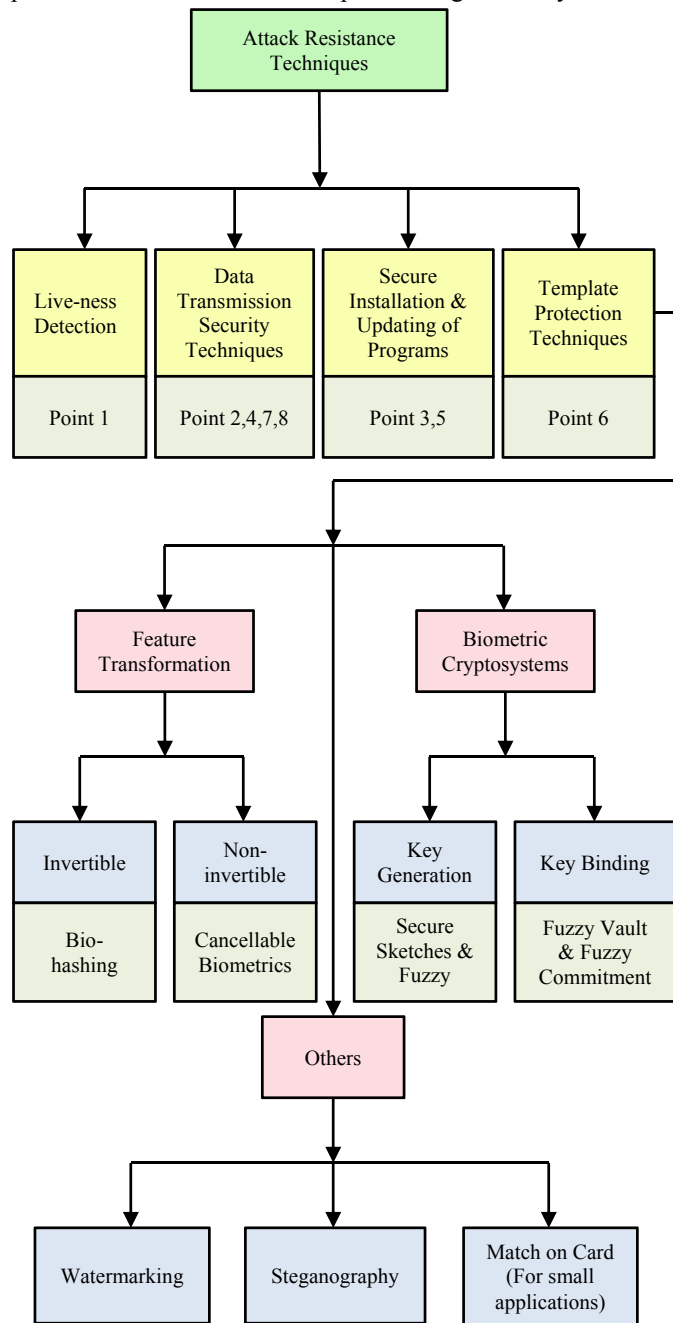 Attack Resistance
Techniques
Live-ness
Detection
Point 1
Data
Transmission
Security
Techniques
Point 2,4,7,8
Secure
Installation &
Updating of
Programs
Point 3,5
Template
Protection
Techniques
Point 6
Feature
Transformation
Biometric
Cryptosystems
Invertible
Bio-
hashing
Non-
invertible
Cancellable
Biometrics
Key
Generation
Secure
Sketches &
Fuzzy
Key Binding
Fuzzy Vault
& Fuzzy
Commitment
Others
Watermarking
Steganography
Match on Card
(For small
applications)